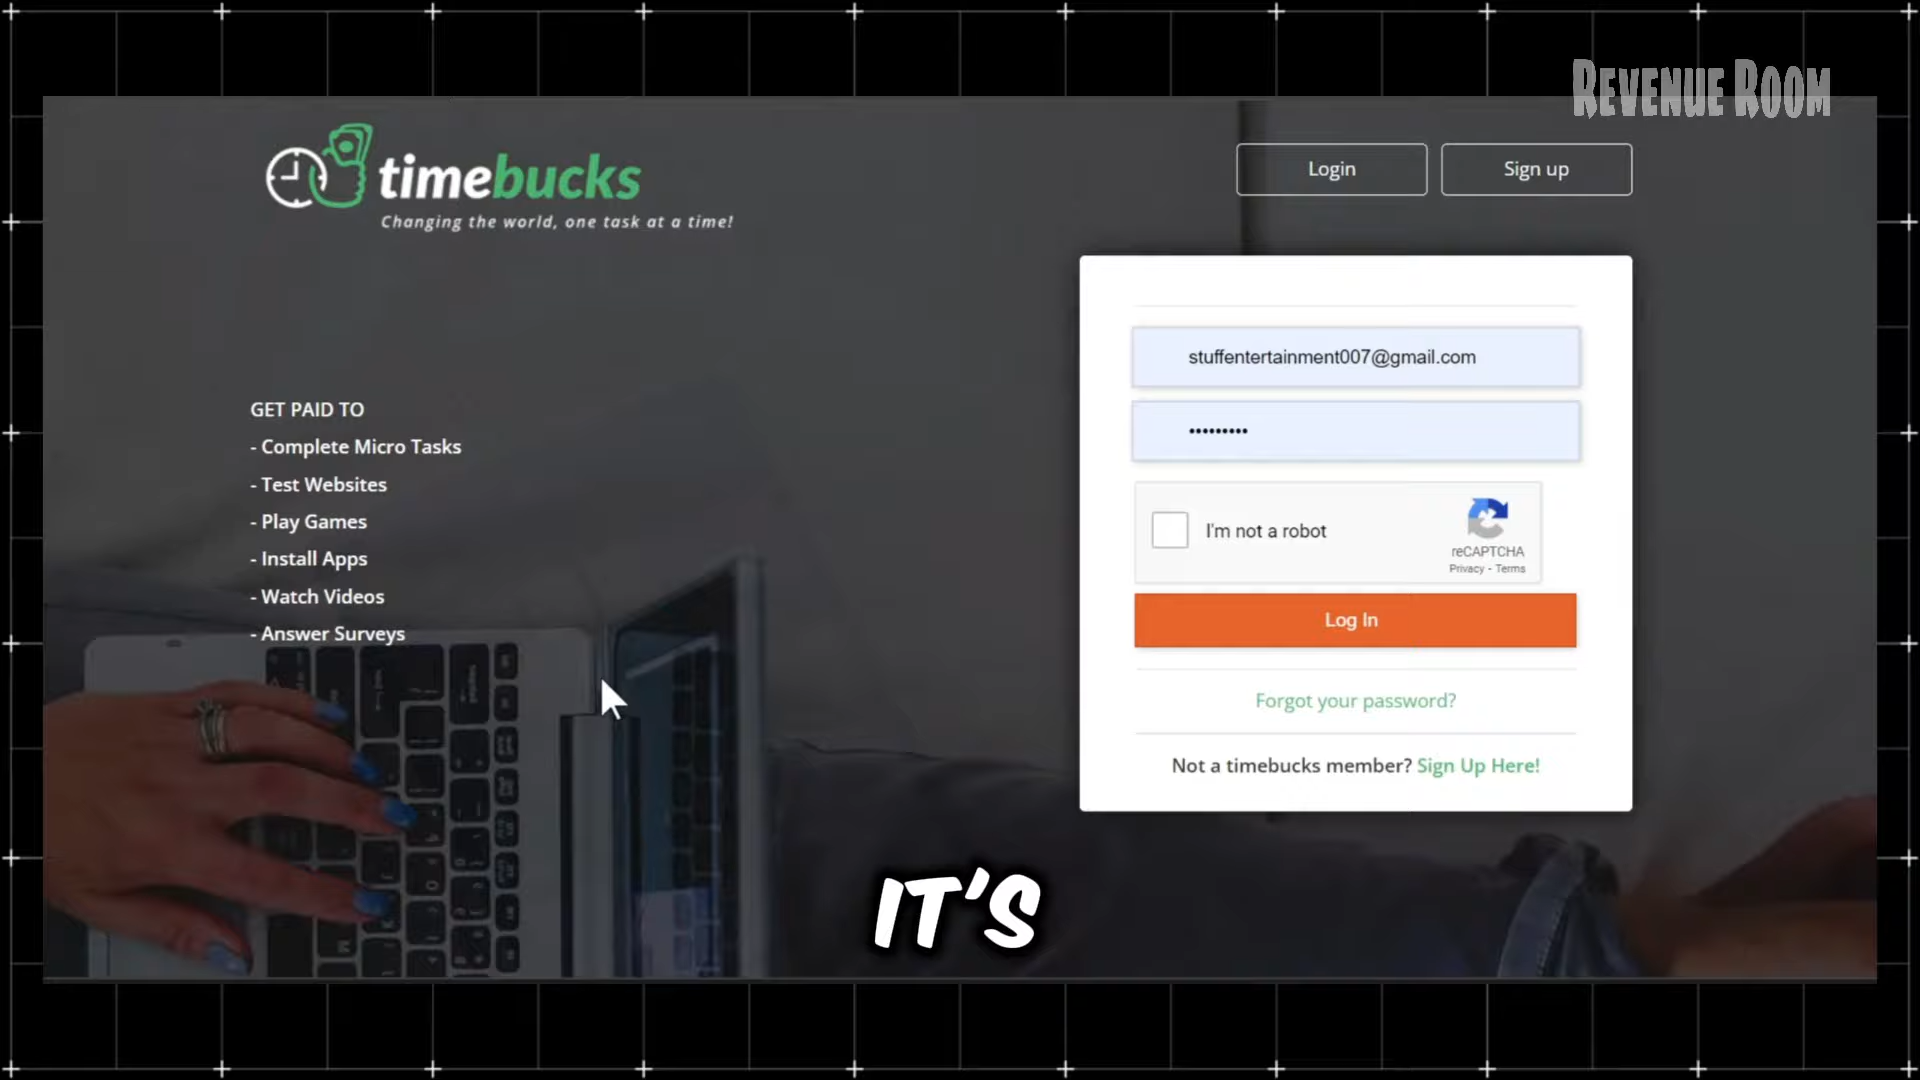 Revenue Room
timebucks
Changing the world, one task at a time!
Login
Sign up
GET PAID TO
- Complete Micro Tasks
- Test Websites
- Play Games
- Install Apps
- Watch Videos
- Answer Surveys
stuffentertainment007@gmail.com
•••••••••
I'm not a robot
reCAPTCHA
Privacy - Terms
Log In
Forgot your password?
Not a timebucks member? Sign Up Here!
IT'S